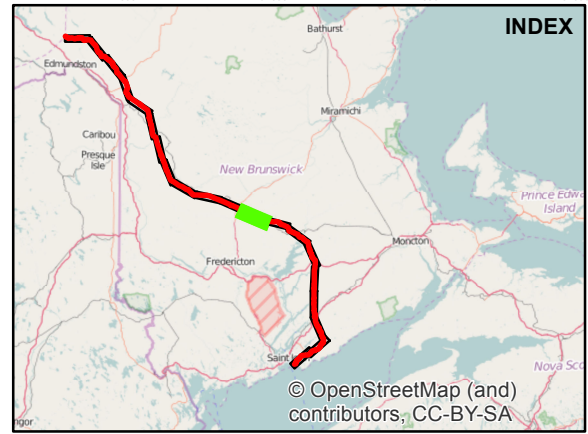 INDEX
Bathurst
Edmundston
Miramichi
Caribou
Presque
Isle
New Brunswick
Prince Edward
Island
Moncton
Fredericton
Saint
Nova Sco
© OpenStreetMap (and)
contributors, CC-BY-SA
ngor